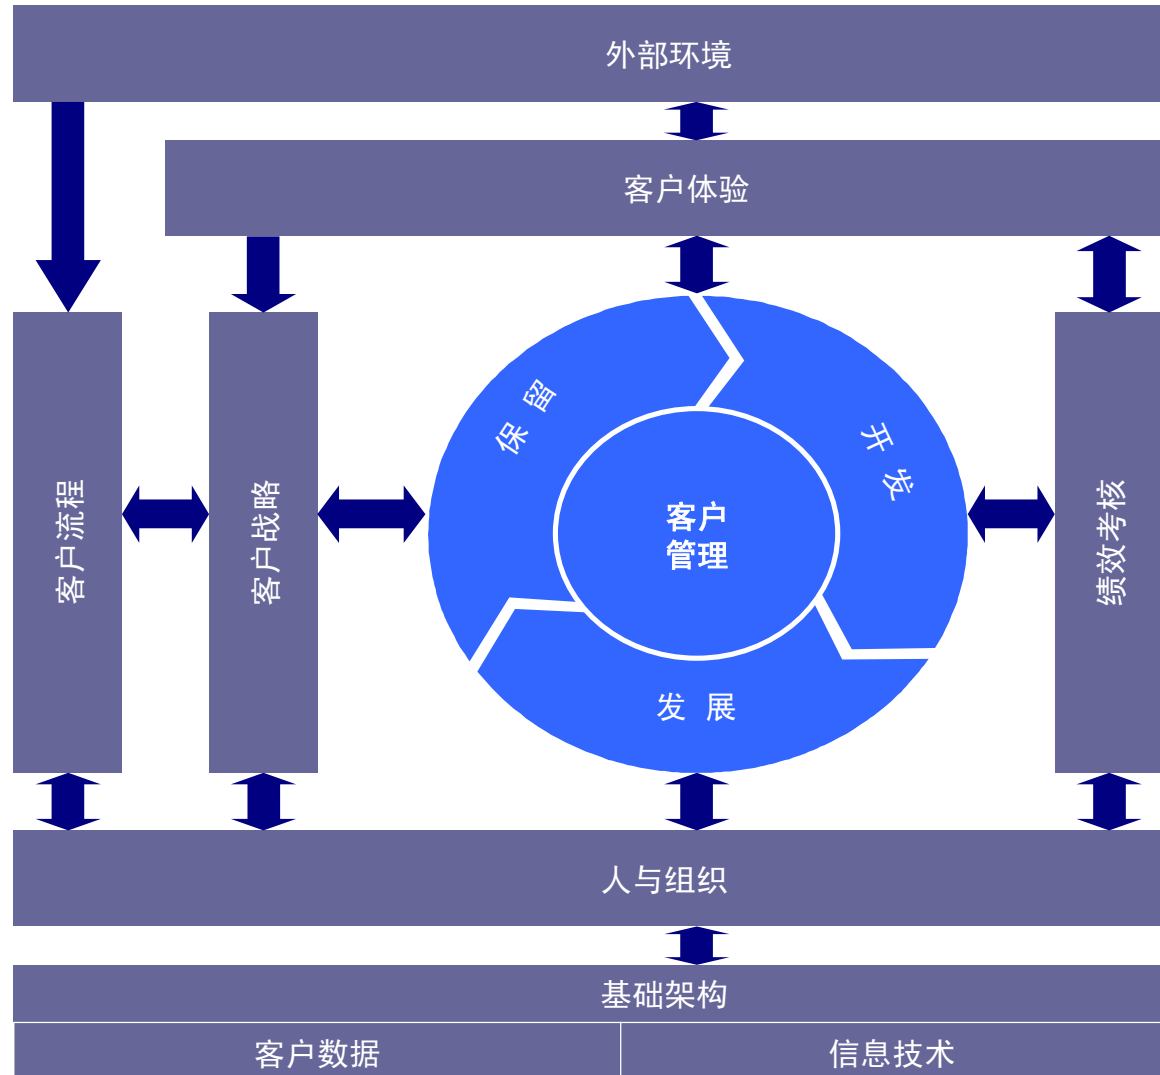 外部环境
客户体验
客户流程
客户战略
保留
开发
客户
管理
发展
绩效考核
人与组织
基础架构
客户数据
信息技术